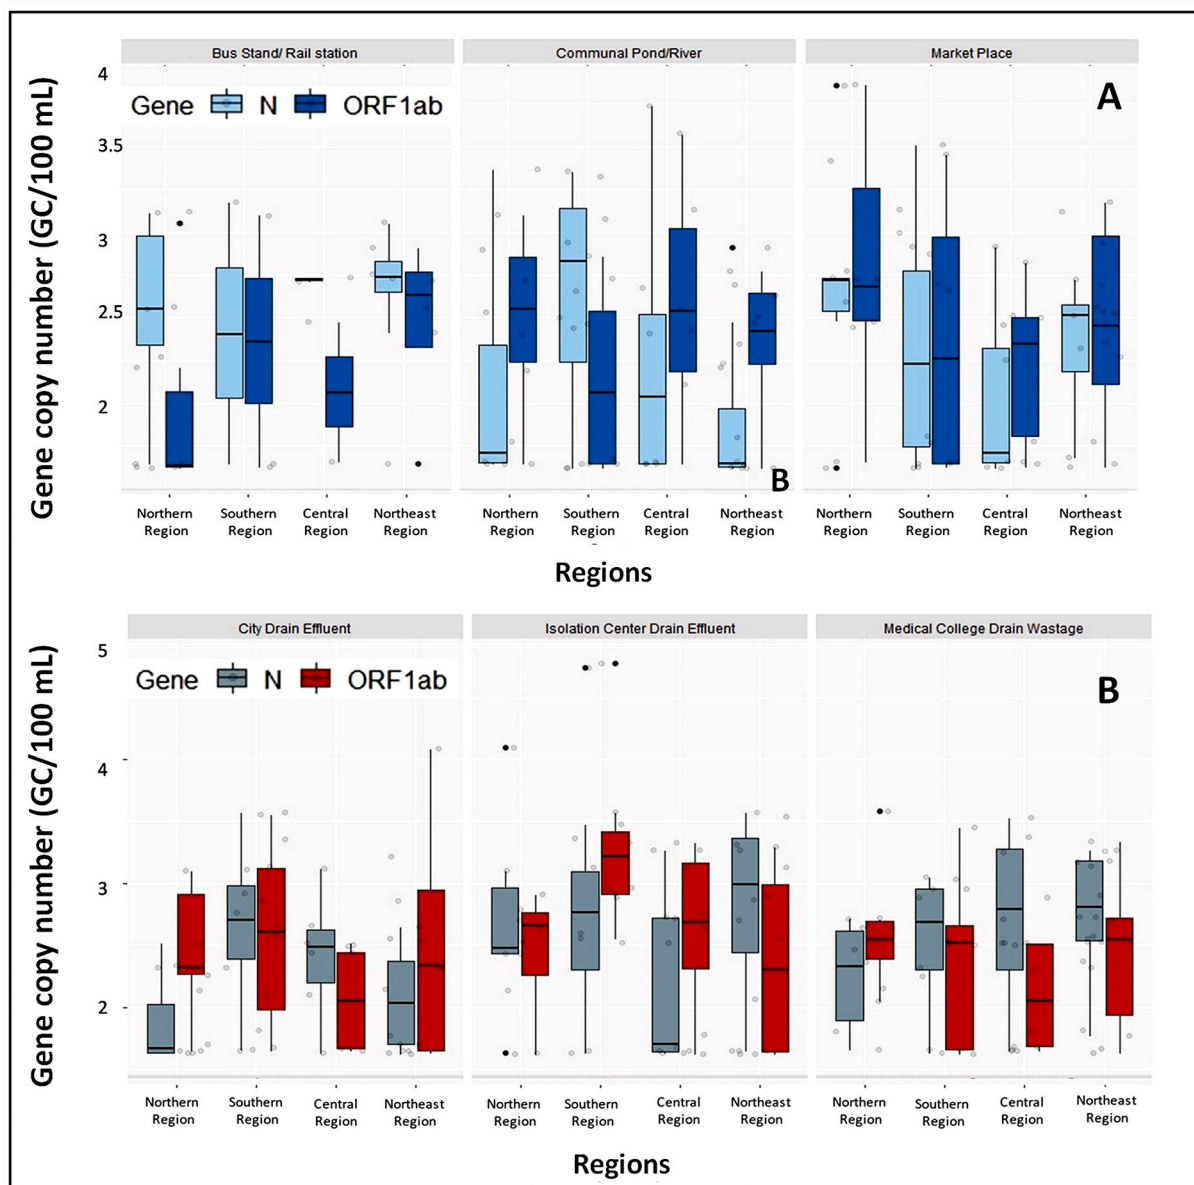 Bus Stand/ Rail station
Communal Pond/River
Market Place
Gene copy number (GC/100 mL)
4
3.5
3
2.5
2
Gene N ORF1ab
A
B
Northern Region
Southern Region
Central Region
Northeast Region
Northern Region
Southern Region
Central Region
Northeast Region
Northern Region
Southern Region
Central Region
Northeast Region
Regions
City Drain Effluent
Isolation Center Drain Effluent
Medical College Drain Wastage
Gene copy number (GC/100 mL)
5
4
3
2
Gene N ORF1ab
B
Northern Region
Southern Region
Central Region
Northeast Region
Northern Region
Southern Region
Central Region
Northeast Region
Northern Region
Southern Region
Central Region
Northeast Region
Regions